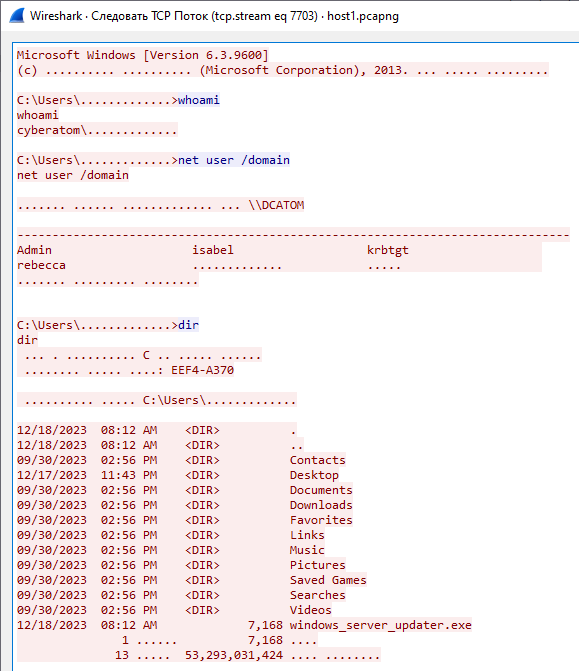 Wireshark · Следовать TCP Поток (tcp.stream eq 7703) · host1.pcapng
Microsoft Windows [Version 6.3.9600]
(c) .......... .......... (Microsoft Corporation), 2013. ... ..... .........
C:\Users\.............>whoami
whoami
cyberatom\.............
C:\Users\.............>net user /domain
net user /domain
....... ...... ............. ... \\DCATOM
-------------------------------------------------------------------------------
Admin isabel krbtgt
rebecca ............. .....
....... ......... ........
C:\Users\.............>dir
dir
... . .......... C .. ..... ......
........ ..... ....: EEF4-A370
.......... ..... C:\Users\.............
12/18/2023 08:12 AM <DIR> .
12/18/2023 08:12 AM <DIR> ..
09/30/2023 02:56 PM <DIR> Contacts
12/17/2023 11:43 PM <DIR> Desktop
09/30/2023 02:56 PM <DIR> Documents
09/30/2023 02:56 PM <DIR> Downloads
09/30/2023 02:56 PM <DIR> Favorites
09/30/2023 02:56 PM <DIR> Links
09/30/2023 02:56 PM <DIR> Music
09/30/2023 02:56 PM <DIR> Pictures
09/30/2023 02:56 PM <DIR> Saved Games
09/30/2023 02:56 PM <DIR> Searches
09/30/2023 02:56 PM <DIR> Videos
12/18/2023 08:12 AM 7,168 windows_server_updater.exe
1 ...... 7,168 ....
13 ..... 53,293,031,424 .... ........